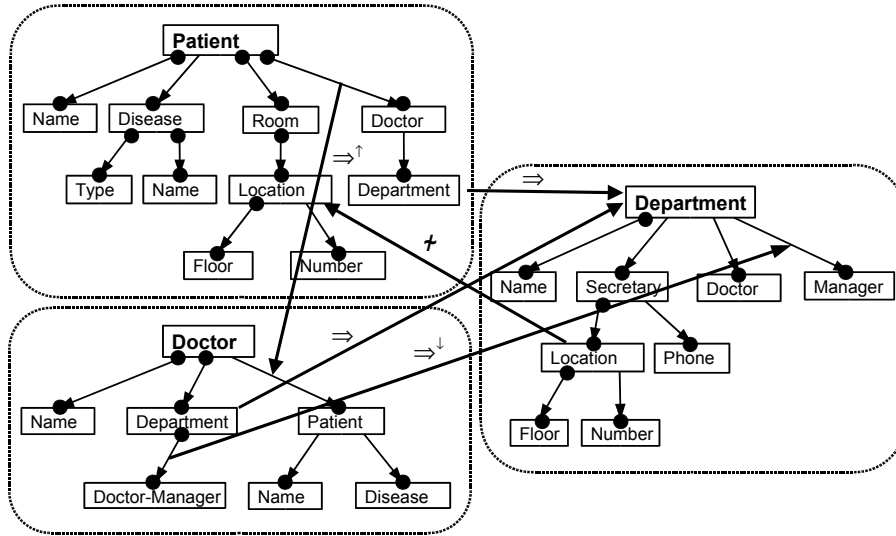 Patient
Name
Disease
Room
Doctor
⇒↑
Type
Name
Location
Department
⇒
Floor
Number
≁
Department
Name
Secretary
Doctor
Manager
Location
Phone
Floor
Number
Doctor
⇒
⇒↓
Name
Department
Patient
Doctor-Manager
Name
Disease